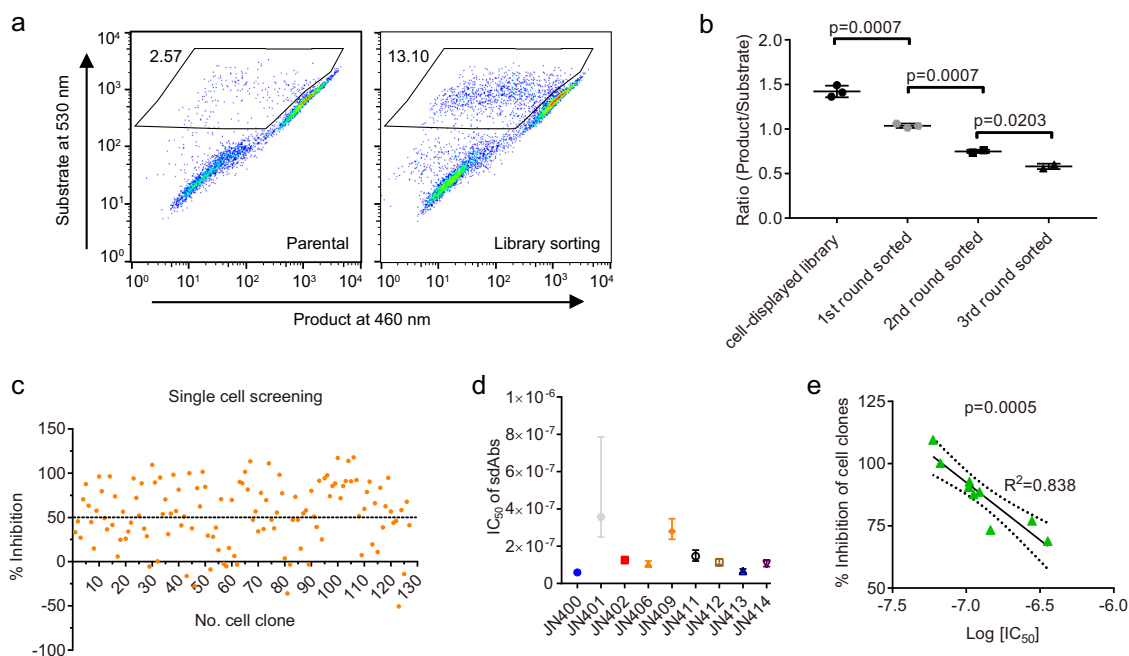 a
Substrate at 530 nm
10⁴
10³
10²
10¹
10⁰
2.57
Parental
10⁰ 10¹ 10² 10³ 10⁴
13.10
Library sorting
10⁰ 10¹ 10² 10³ 10⁴
Product at 460 nm
b
Ratio (Product/Substrate)
2.0
1.5
1.0
0.5
0.0
p=0.0007
p=0.0007
p=0.0203
cell-displayed library
1st round sorted
2nd round sorted
3rd round sorted
c
Single cell screening
% Inhibition
150
100
50
0
-50
-100
10 20 30 40 50 60 70 80 90 100 110 120 130
No. cell clone
d
IC₅₀ of sdAbs
1×10⁻⁶
8×10⁻⁷
6×10⁻⁷
4×10⁻⁷
2×10⁻⁷
0
JN400
JN401
JN402
JN406
JN409
JN411
JN412
JN413
JN414
e
% Inhibition of cell clones
125
100
75
50
p=0.0005
R²=0.838
-7.5 -7.0 -6.5 -6.0
Log [IC₅₀]